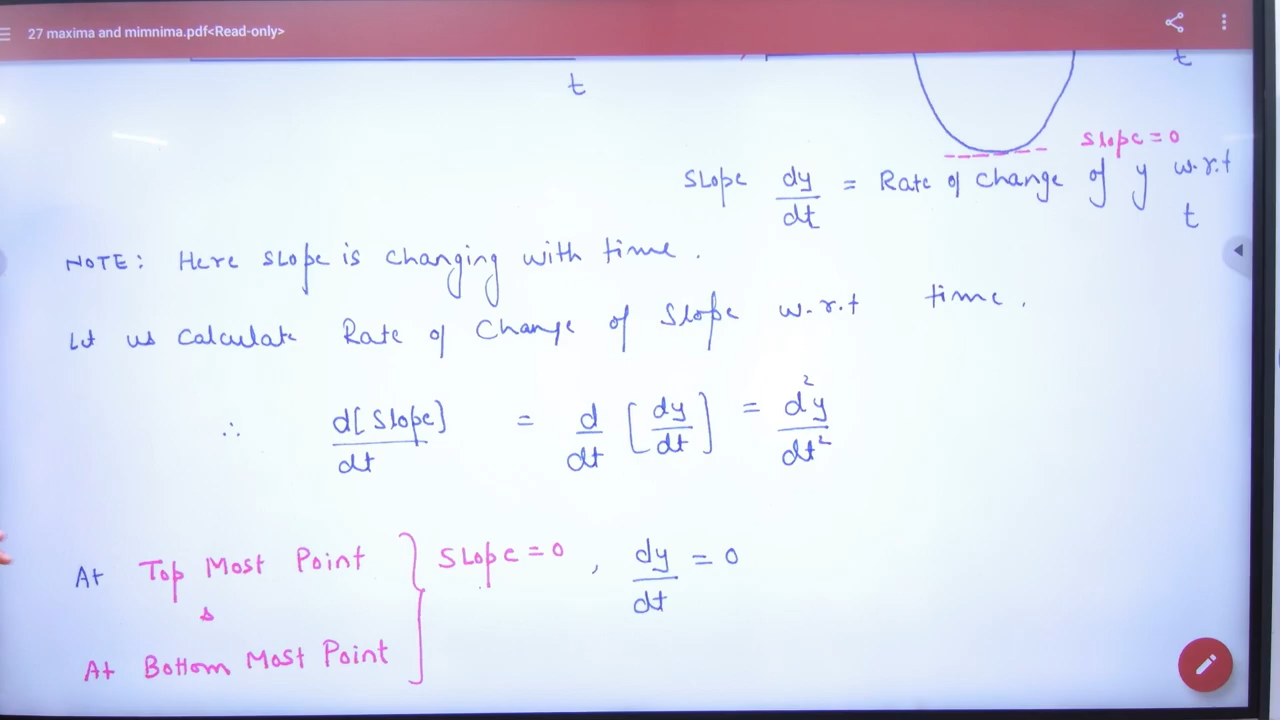 27 maxima and mimnima.pdf<Read-only>
t
t
Slope = 0
Slope dy/dt = Rate of change of y w.r.t
t
NOTE: Here slope is changing with time.
Let us calculate Rate of change of slope w.r.t time.
∴ d[Slope]/dt = d/dt [dy/dt] = d²y/dt²
At Top Most Point } Slope = 0, dy/dt = 0
&
At Bottom Most Point